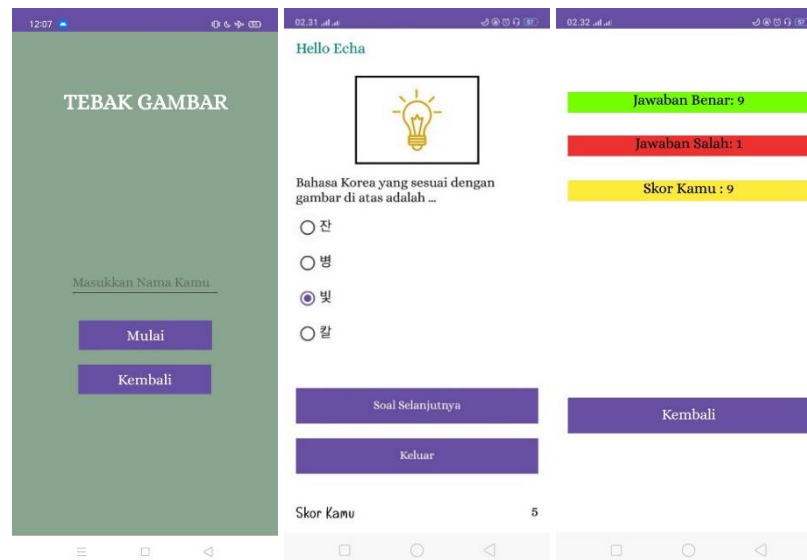 12:07
TEBAK GAMBAR
Masukkan Nama Kamu
Mulai
Kembali
02.31
57
Hello Echa
Bahasa Korea yang sesuai dengan
gambar di atas adalah ...
잔
병
빛
칼
Soal Selanjutnya
Keluar
Skor Kamu 5
02.32
57
Jawaban Benar: 9
Jawaban Salah: 1
Skor Kamu : 9
Kembali